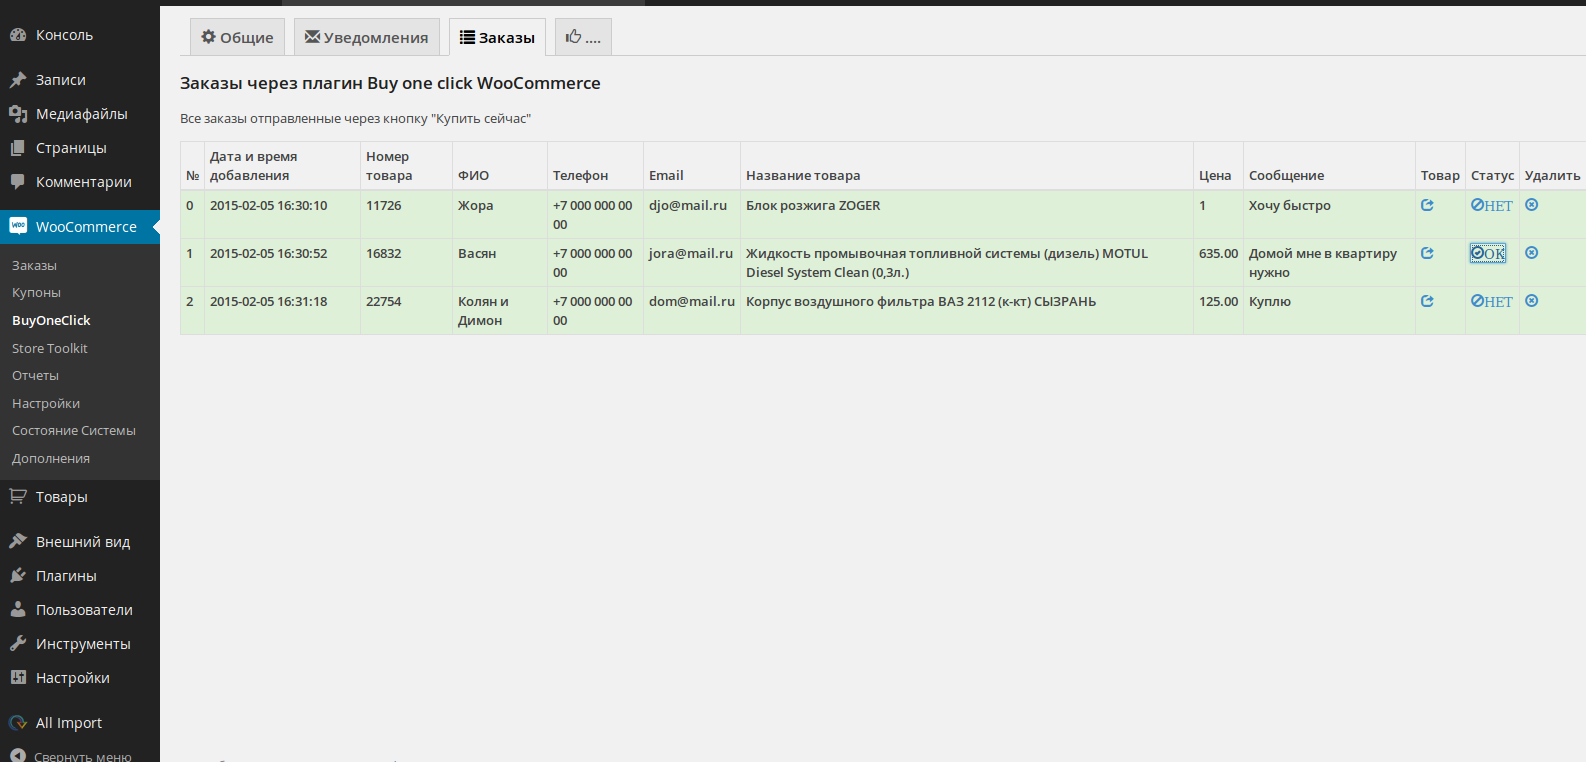 Консоль
Записи
Медиафайлы
Страницы
Комментарии
WooCommerce
Заказы
Купоны
BuyOneClick
Store Toolkit
Отчеты
Настройки
Состояние Системы
Дополнения
Товары
Внешний вид
Плагины
Пользователи
Инструменты
Настройки
All Import
Свернуть меню
Общие Уведомления Заказы ....
Заказы через плагин Buy one click WooCommerce
Все заказы отправленные через кнопку "Купить сейчас"
№ Дата и время добавления Номер товара ФИО Телефон Email Название товара Цена Сообщение Товар Статус Удалить
0 2015-02-05 16:30:10 11726 Жора +7 000 000 00 00 djo@mail.ru Блок розжига ZOGER 1 Хочу быстро НЕТ
1 2015-02-05 16:30:52 16832 Васян +7 000 000 00 00 jora@mail.ru Жидкость промывочная топливной системы (дизель) MOTUL Diesel System Clean (0,3л.) 635.00 Домой мне в квартиру нужно ОК
2 2015-02-05 16:31:18 22754 Колян и Димон +7 000 000 00 00 dom@mail.ru Корпус воздушного фильтра ВАЗ 2112 (к-кт) СЫЗРАНЬ 125.00 Куплю НЕТ